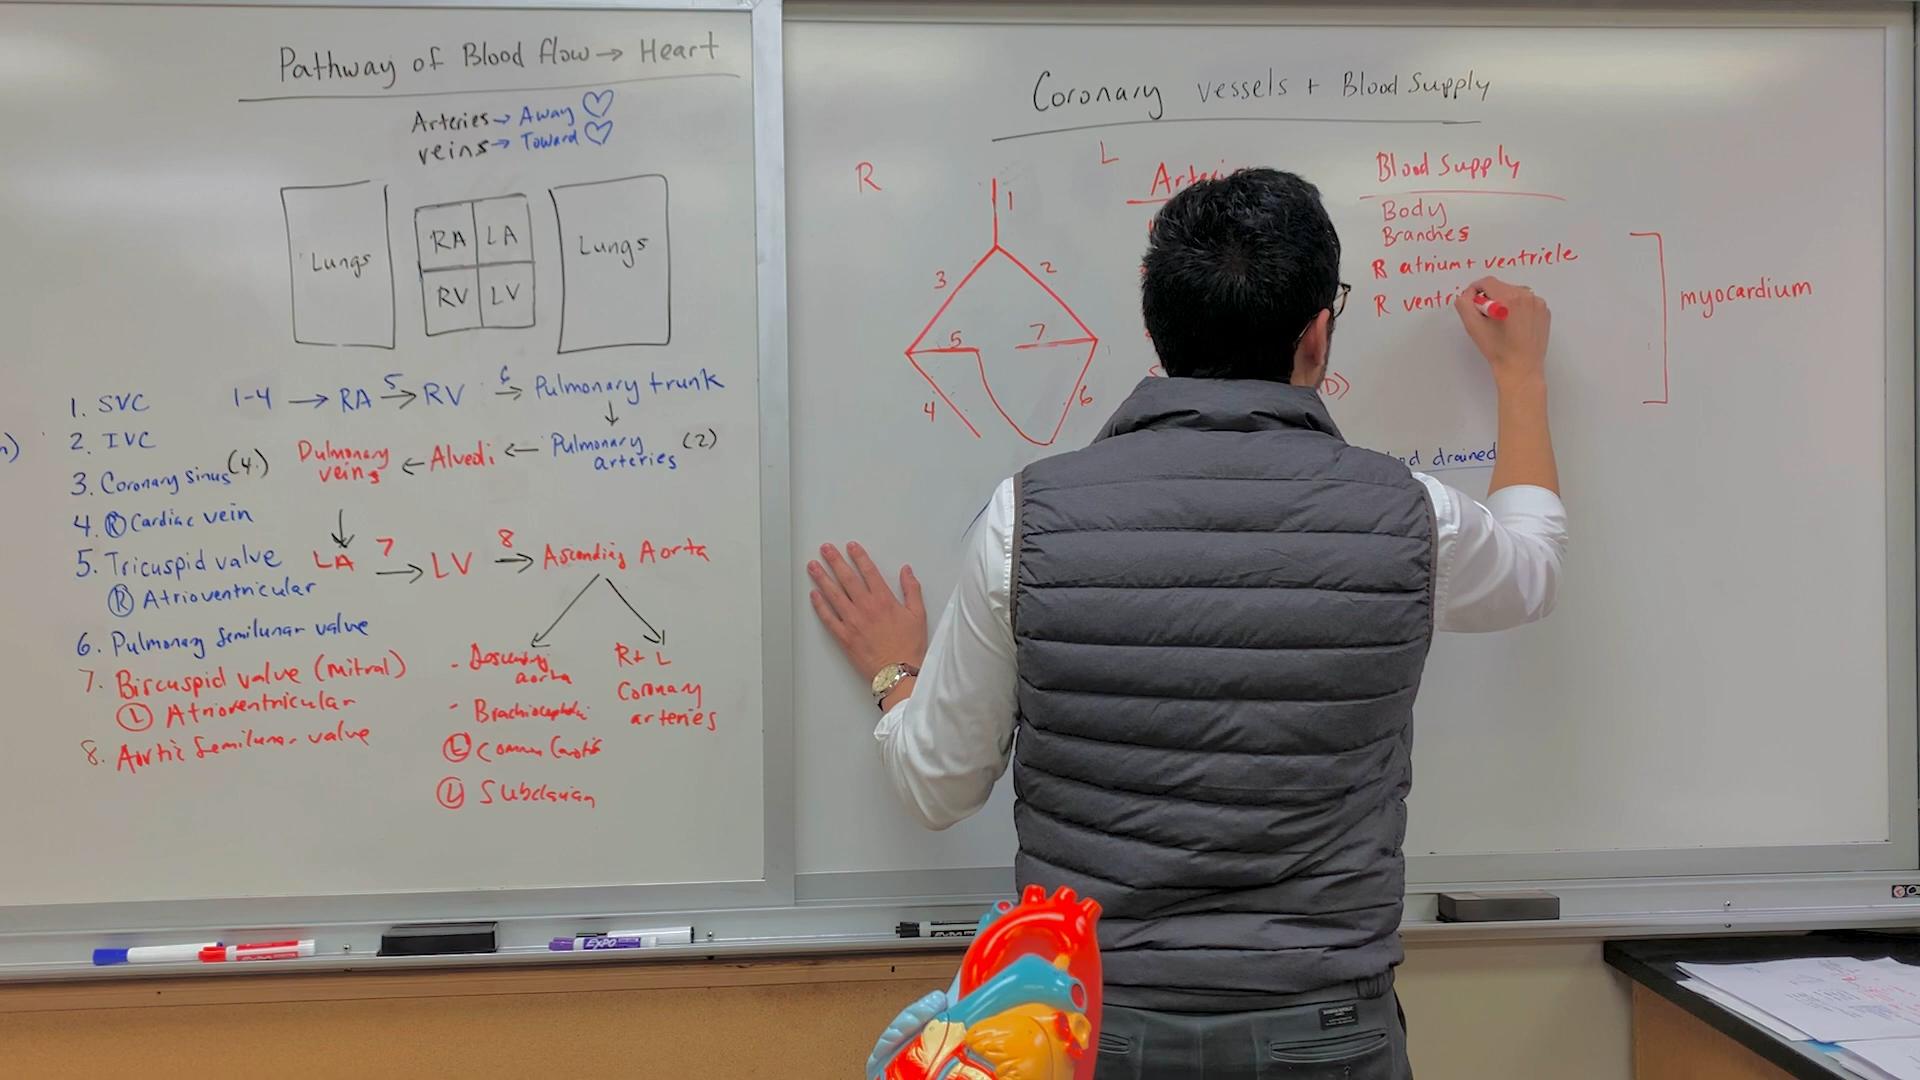 Pathway of Blood flow → Heart
Arteries → Away ♡
veins → Toward ♡
Lungs
RA LA
RV LV
Lungs
1. SVC
2. IVC
3. Coronary sinus
4. Ⓡ Cardiac vein
5. Tricuspid valve
Ⓡ Atrioventricular
6. Pulmonary Semilunar valve
7. Bircuspid valve (mitral)
Ⓛ Atrioventricular
8. Aortic Semilunar valve
1-4 → RA 5→ RV 6→ Pulmonary trunk
↓
(4) Pulmonary veins ← Alveoli ← Pulmonary arteries (2)
↓
LA 7→ LV 8→ Ascending Aorta
- Descending
aorta
- Brachiocephalic
Ⓛ Common Carotid
Ⓛ Subclavian
R + L
Coronary
arteries
Coronary vessels + Blood Supply
R
L
1
3
2
5
7
4
6
Blood Supply
Body
Branches
R atrium + ventricle
R ventri
myocardium
drained
EXPO